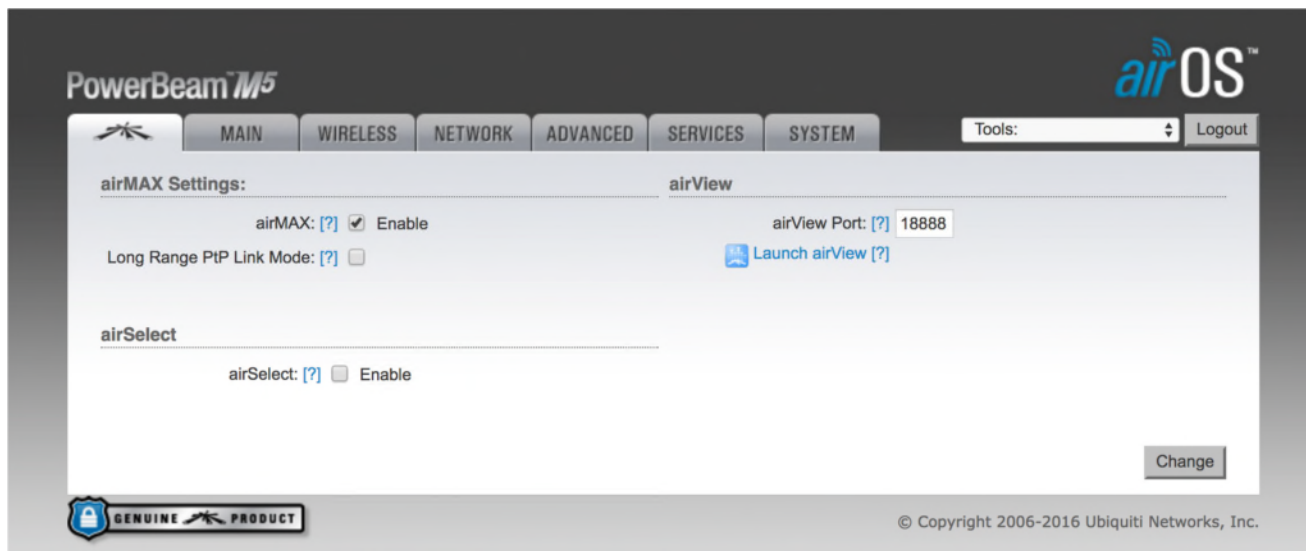 PowerBeam™ M5
airOS™
MAIN WIRELESS NETWORK ADVANCED SERVICES SYSTEM Tools: Logout
airMAX Settings:
airMAX: [?] Enable
Long Range PtP Link Mode: [?]
airView
airView Port: [?] 18888
Launch airView [?]
airSelect
airSelect: [?] Enable
Change
GENUINE PRODUCT
© Copyright 2006-2016 Ubiquiti Networks, Inc.